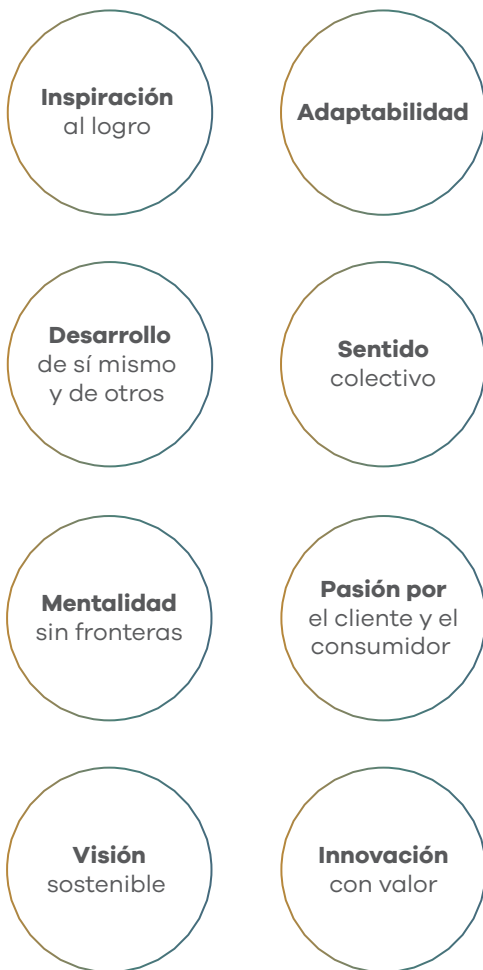 Inspiración
al logro
Adaptabilidad
Desarrollo
de sí mismo
y de otros
Sentido
colectivo
Mentalidad
sin fronteras
Pasión por
el cliente y el
consumidor
Visión
sostenible
Innovación
con valor